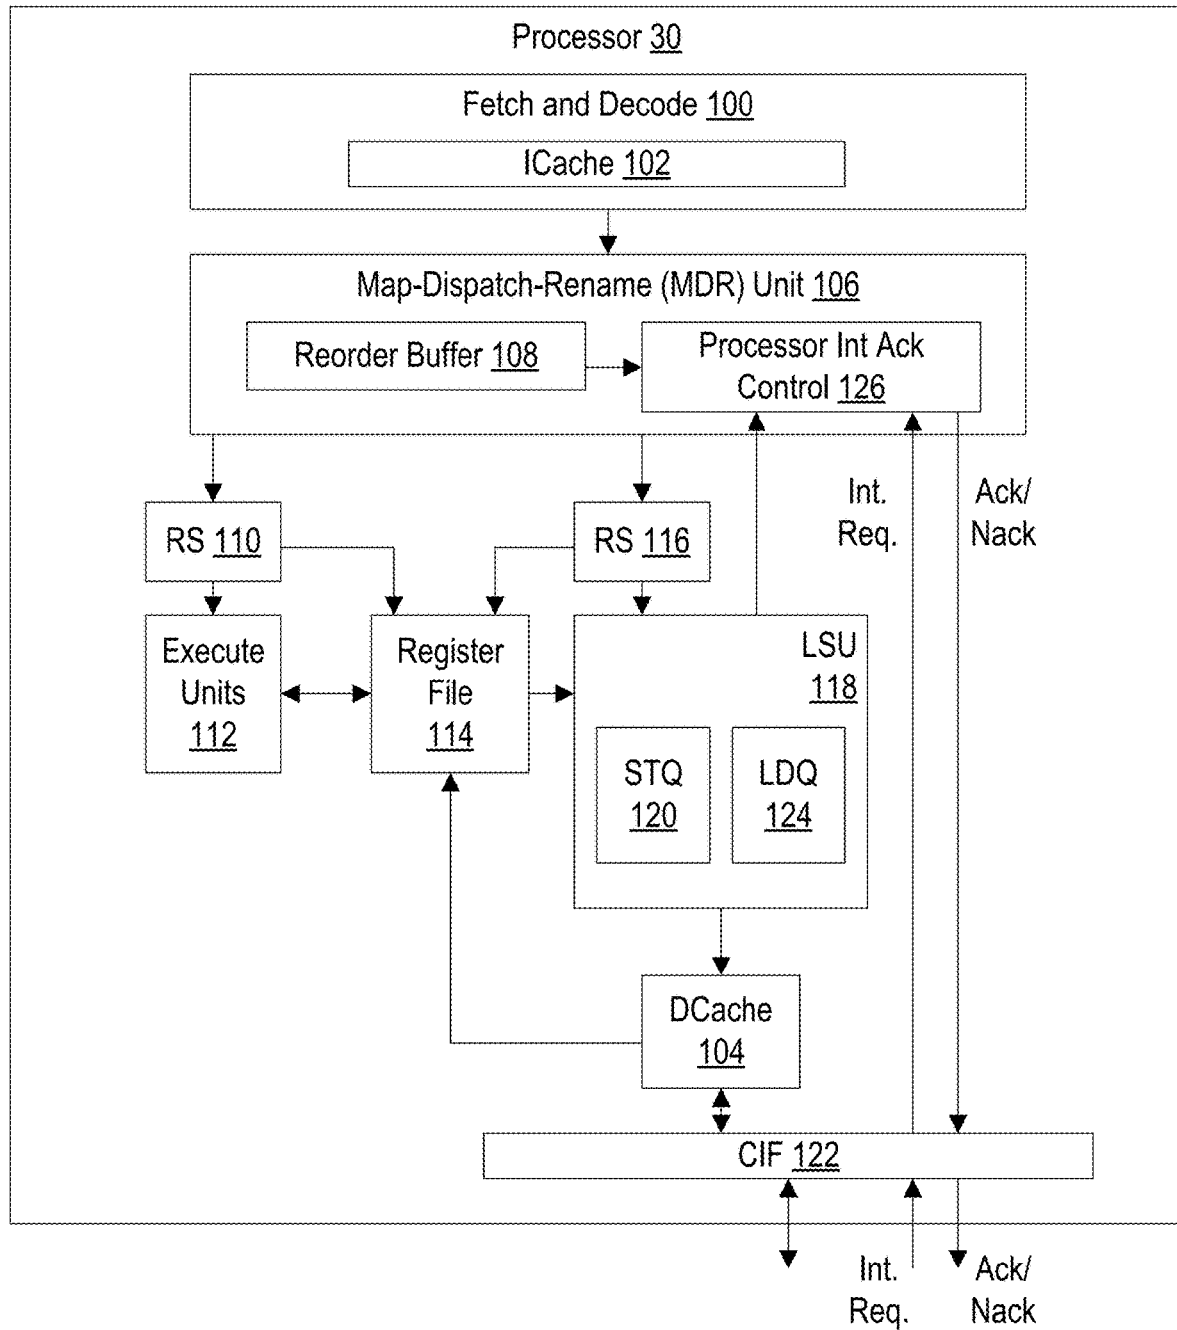 Processor 30
Fetch and Decode 100
ICache 102
Map-Dispatch-Rename (MDR) Unit 106
Reorder Buffer 108
Processor Int Ack
Control 126
Int.
Req.
Ack/
Nack
RS 110
RS 116
Execute
Units
112
Register
File
114
LSU
118
STQ
120
LDQ
124
DCache
104
CIF 122
Int.
Req.
Ack/
Nack